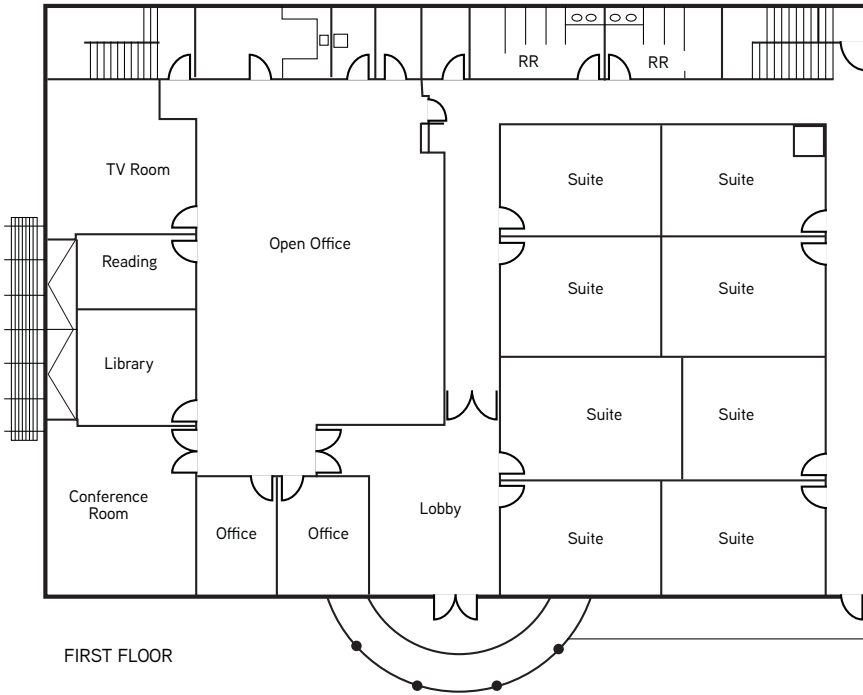 RR
RR
TV Room
Suite
Suite
Open Office
Reading
Suite
Suite
Library
Suite
Suite
Conference
Room
Lobby
Office
Office
Suite
Suite
FIRST FLOOR